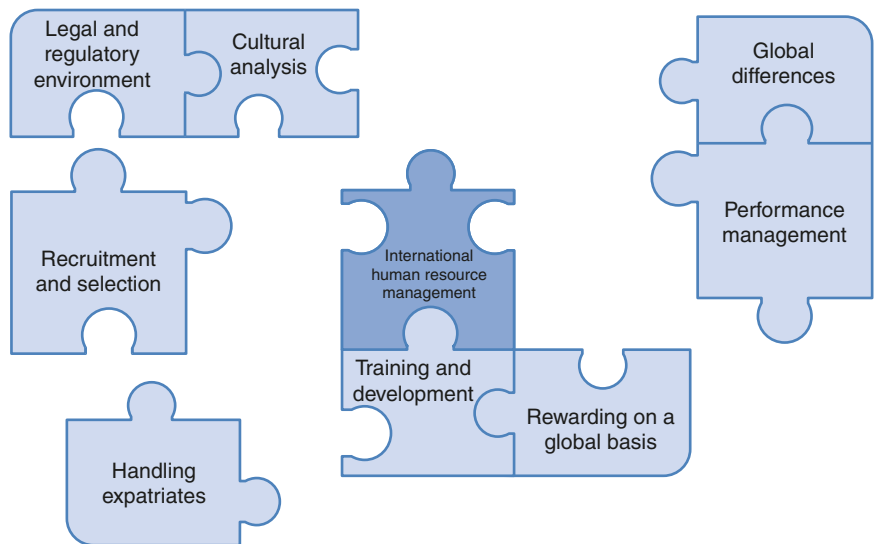 Legal and
regulatory
environment
Cultural
analysis
Global
differences
Recruitment
and selection
International
human resource
management
Performance
management
Training and
development
Rewarding on a
global basis
Handling
expatriates